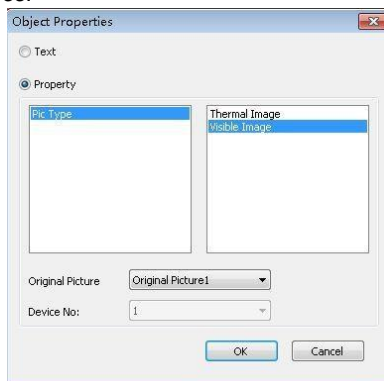 Object Properties
Text
Property
Pic Type
Thermal Image
Visible Image
Original Picture
Original Picture1
Device No:
1
OK
Cancel